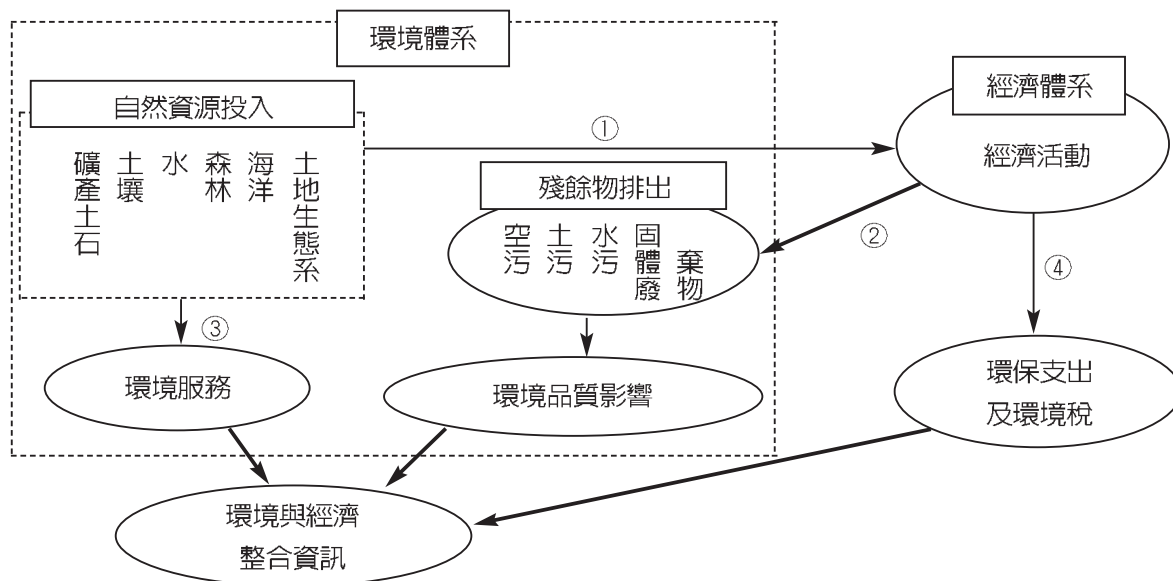 環境體系
自然資源投入
礦產土石
土壤
水
森林
海洋
土地生態系
①
殘餘物排出
空污
土污
水污
固體廢
棄物
經濟體系
經濟活動
②
④
③
環境服務
環境品質影響
環保支出
及環境稅
環境與經濟
整合資訊